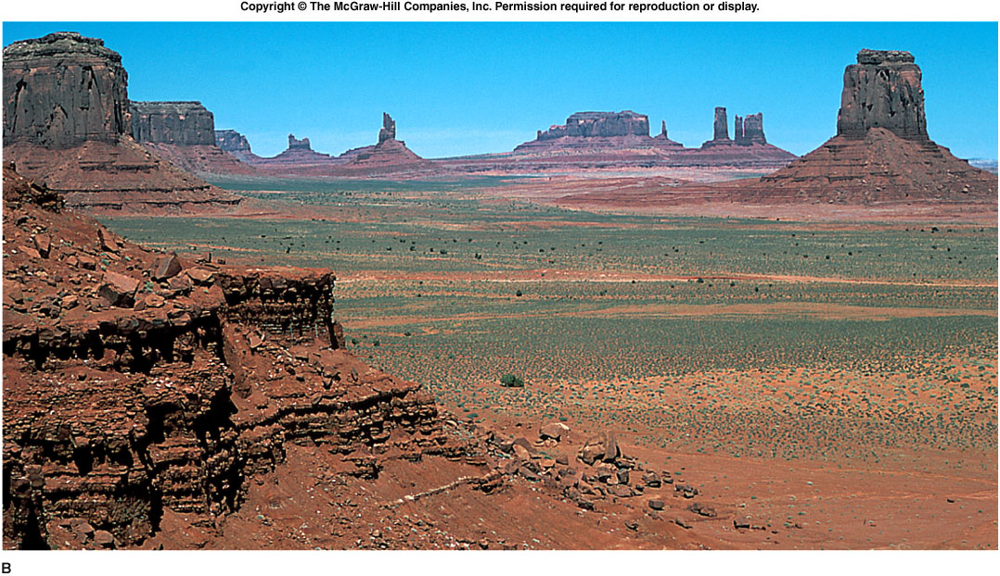 Copyright © The McGraw-Hill Companies, Inc. Permission required for reproduction or display.
B